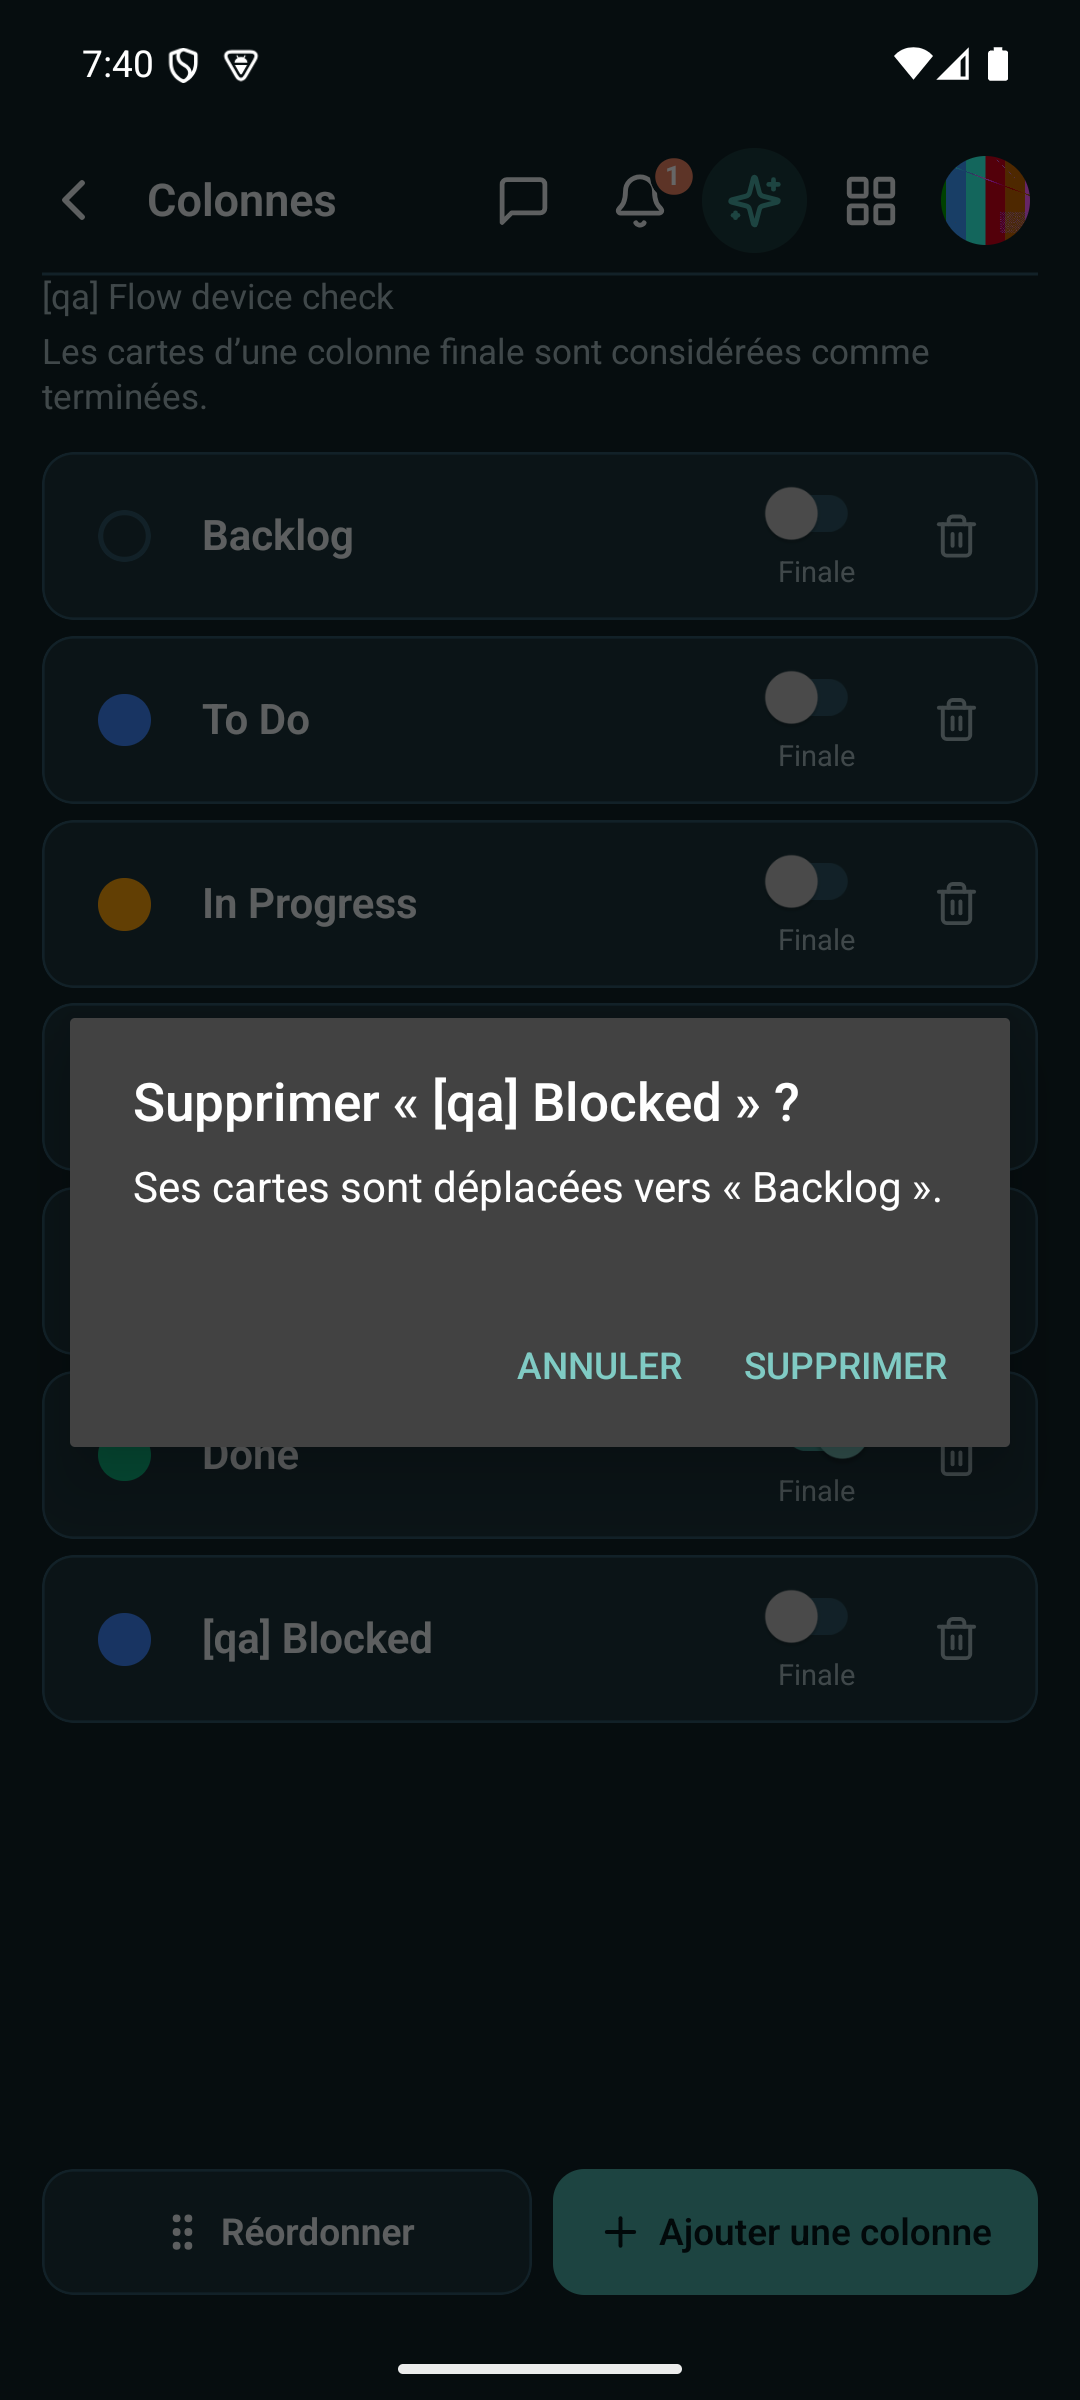 7:40
Colonnes
1
[qa] Flow device check
Les cartes d’une colonne finale sont considérées comme
terminées.
Backlog
Finale
To Do
Finale
In Progress
Finale
Supprimer « [qa] Blocked » ?
Ses cartes sont déplacées vers « Backlog ».
ANNULER SUPPRIMER
Done
Finale
[qa] Blocked
Finale
Réordonner
Ajouter une colonne